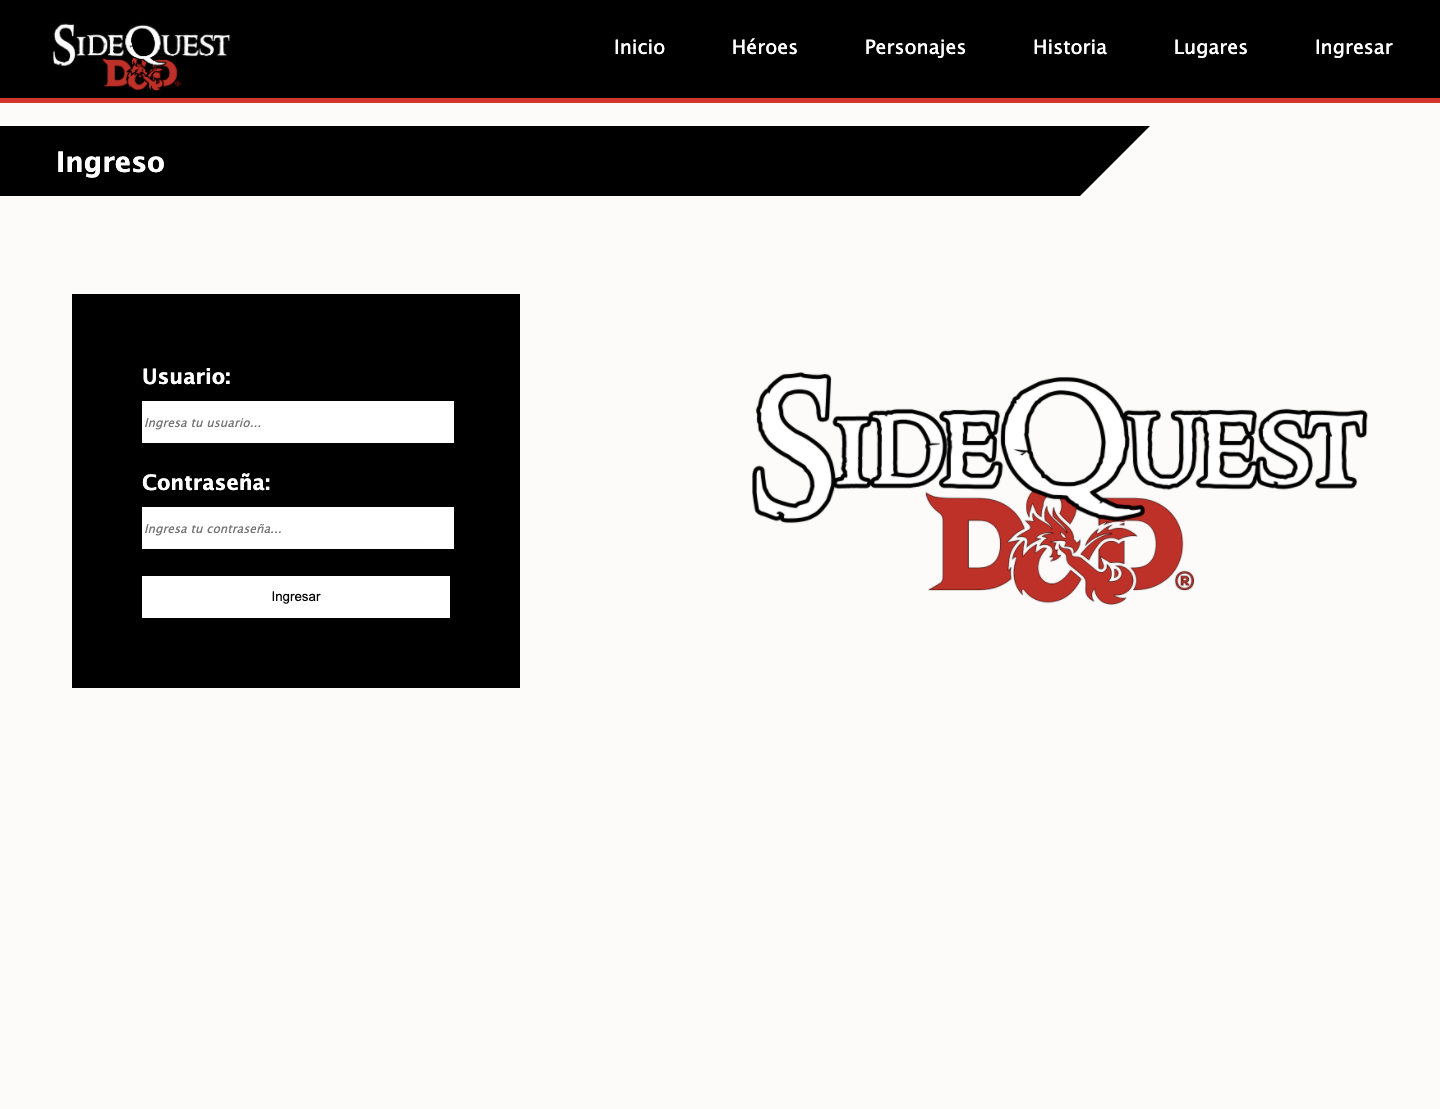 SIDEQUEST
D&D
Inicio Héroes Personajes Historia Lugares Ingresar
Ingreso
Usuario:
Ingresa tu usuario...
Contraseña:
Ingresa tu contraseña...
Ingresar
SIDEQUEST
D&D®